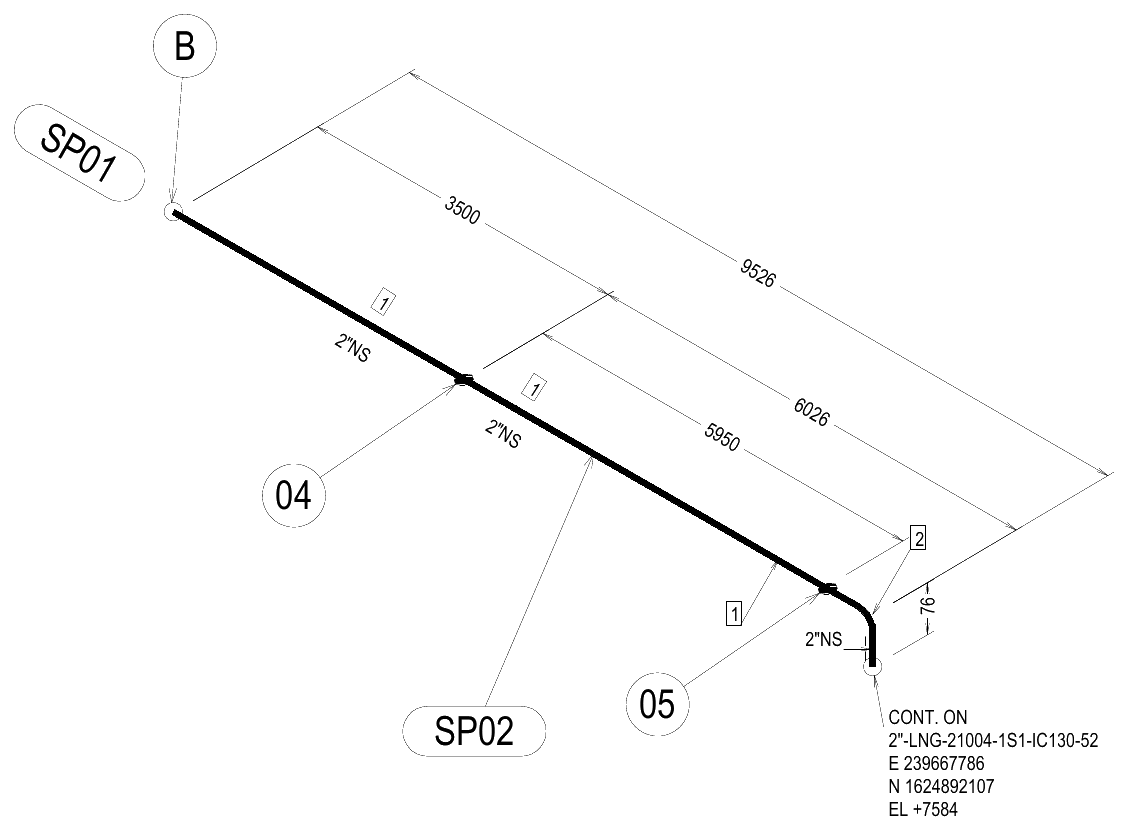 B
SP01
3500
9526
1
2"NS
1
2"NS
6026
5950
04
2
1
76
2"NS
05
SP02
CONT. ON
2"-LNG-21004-1S1-IC130-52
E 239667786
N 1624892107
EL +7584